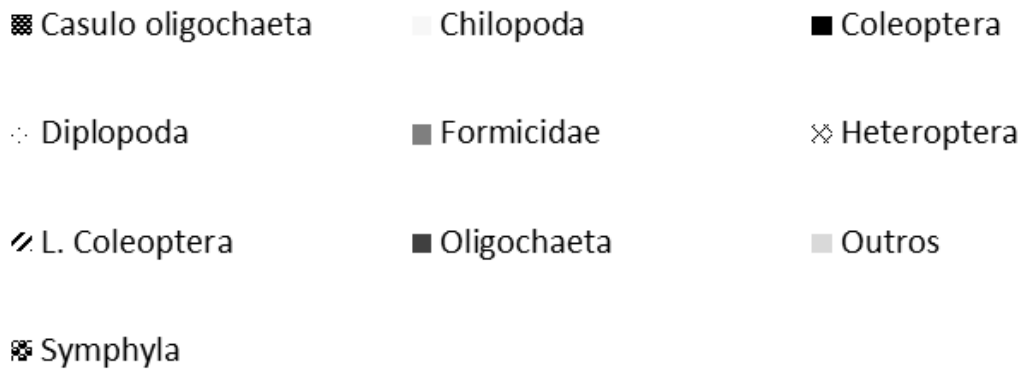 Casulo oligochaeta Chilopoda Coleoptera
Diplopoda Formicidae Heteroptera
L. Coleoptera Oligochaeta Outros
Symphyla